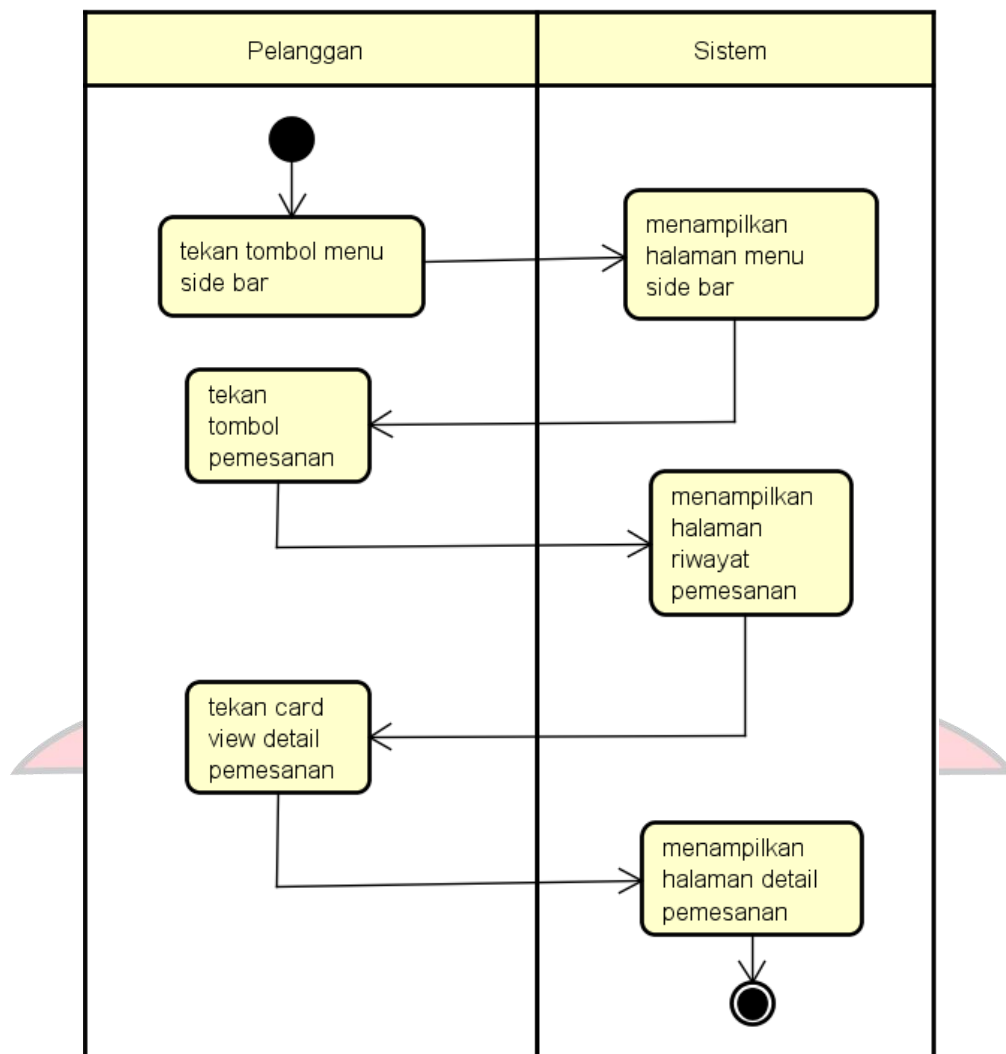 Pelanggan
Sistem
tekan tombol menu
side bar
menampilkan
halaman menu
side bar
tekan
tombol
pemesanan
menampilkan
halaman
riwayat
pemesanan
tekan card
view detail
pemesanan
menampilkan
halaman detail
pemesanan